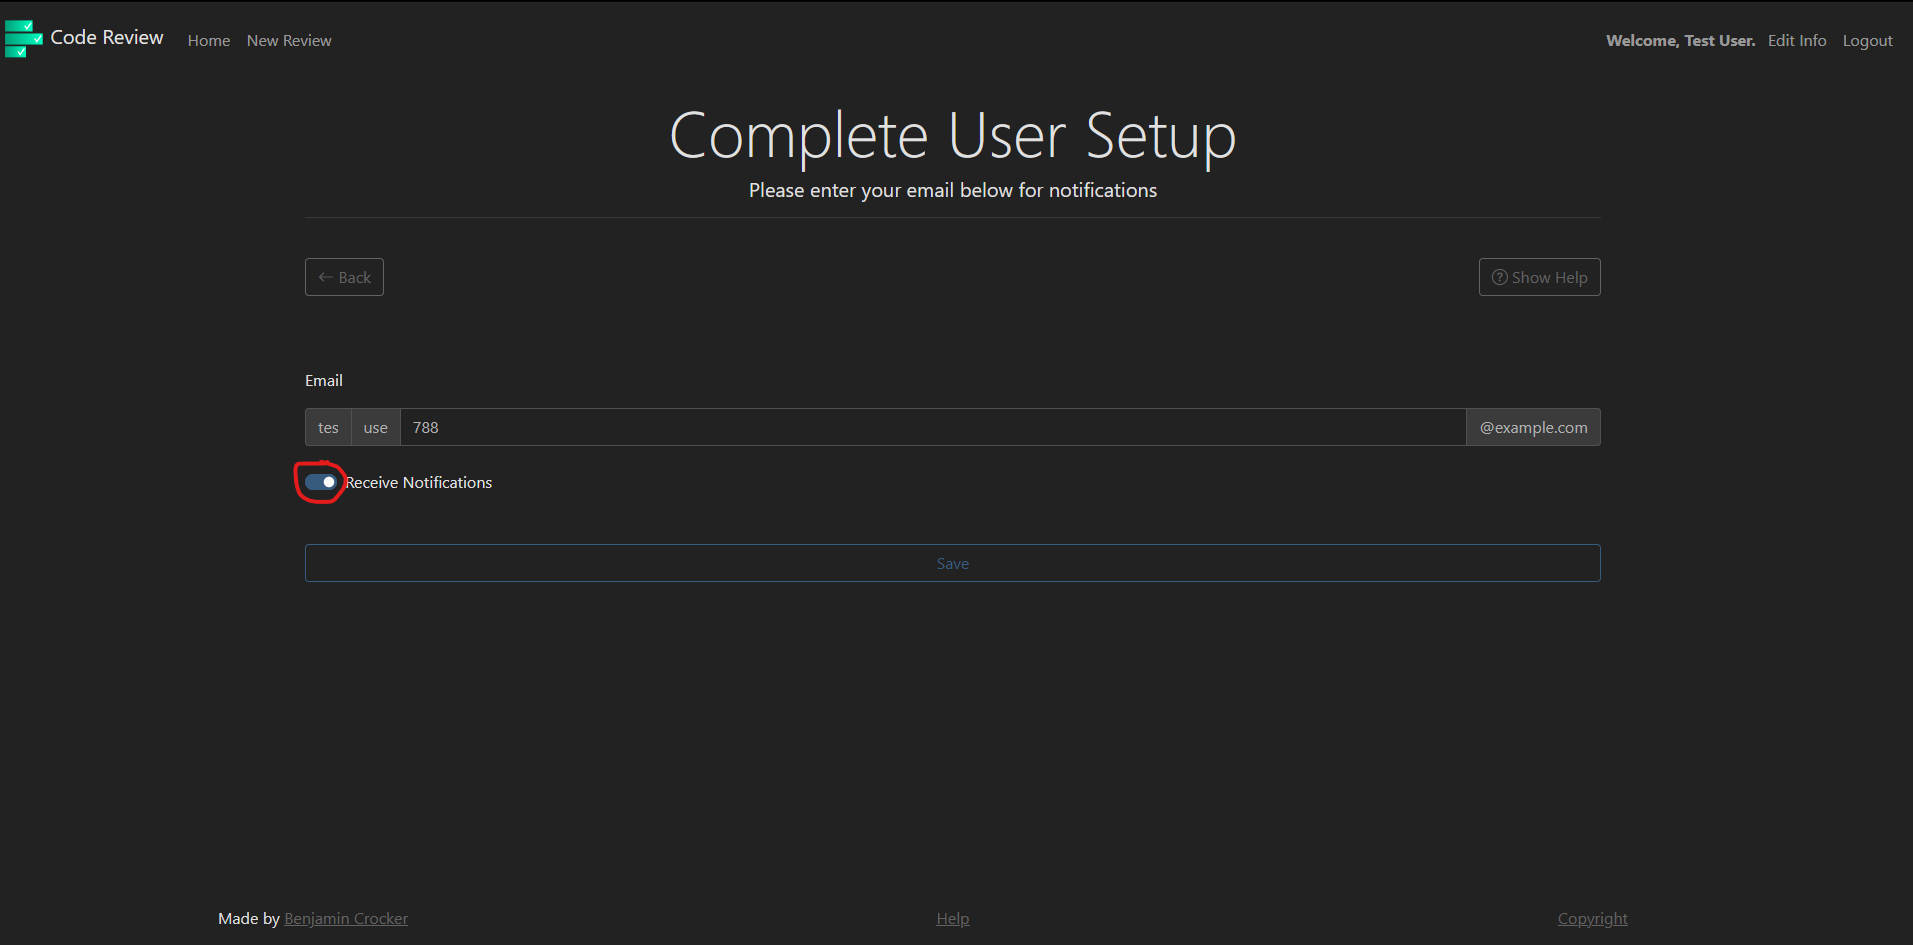 Code Review Home New Review Welcome, Test User. Edit Info Logout
Complete User Setup
Please enter your email below for notifications
← Back Show Help
Email
tes use 788 @example.com
Receive Notifications
Save
Made by Benjamin Crocker Help Copyright